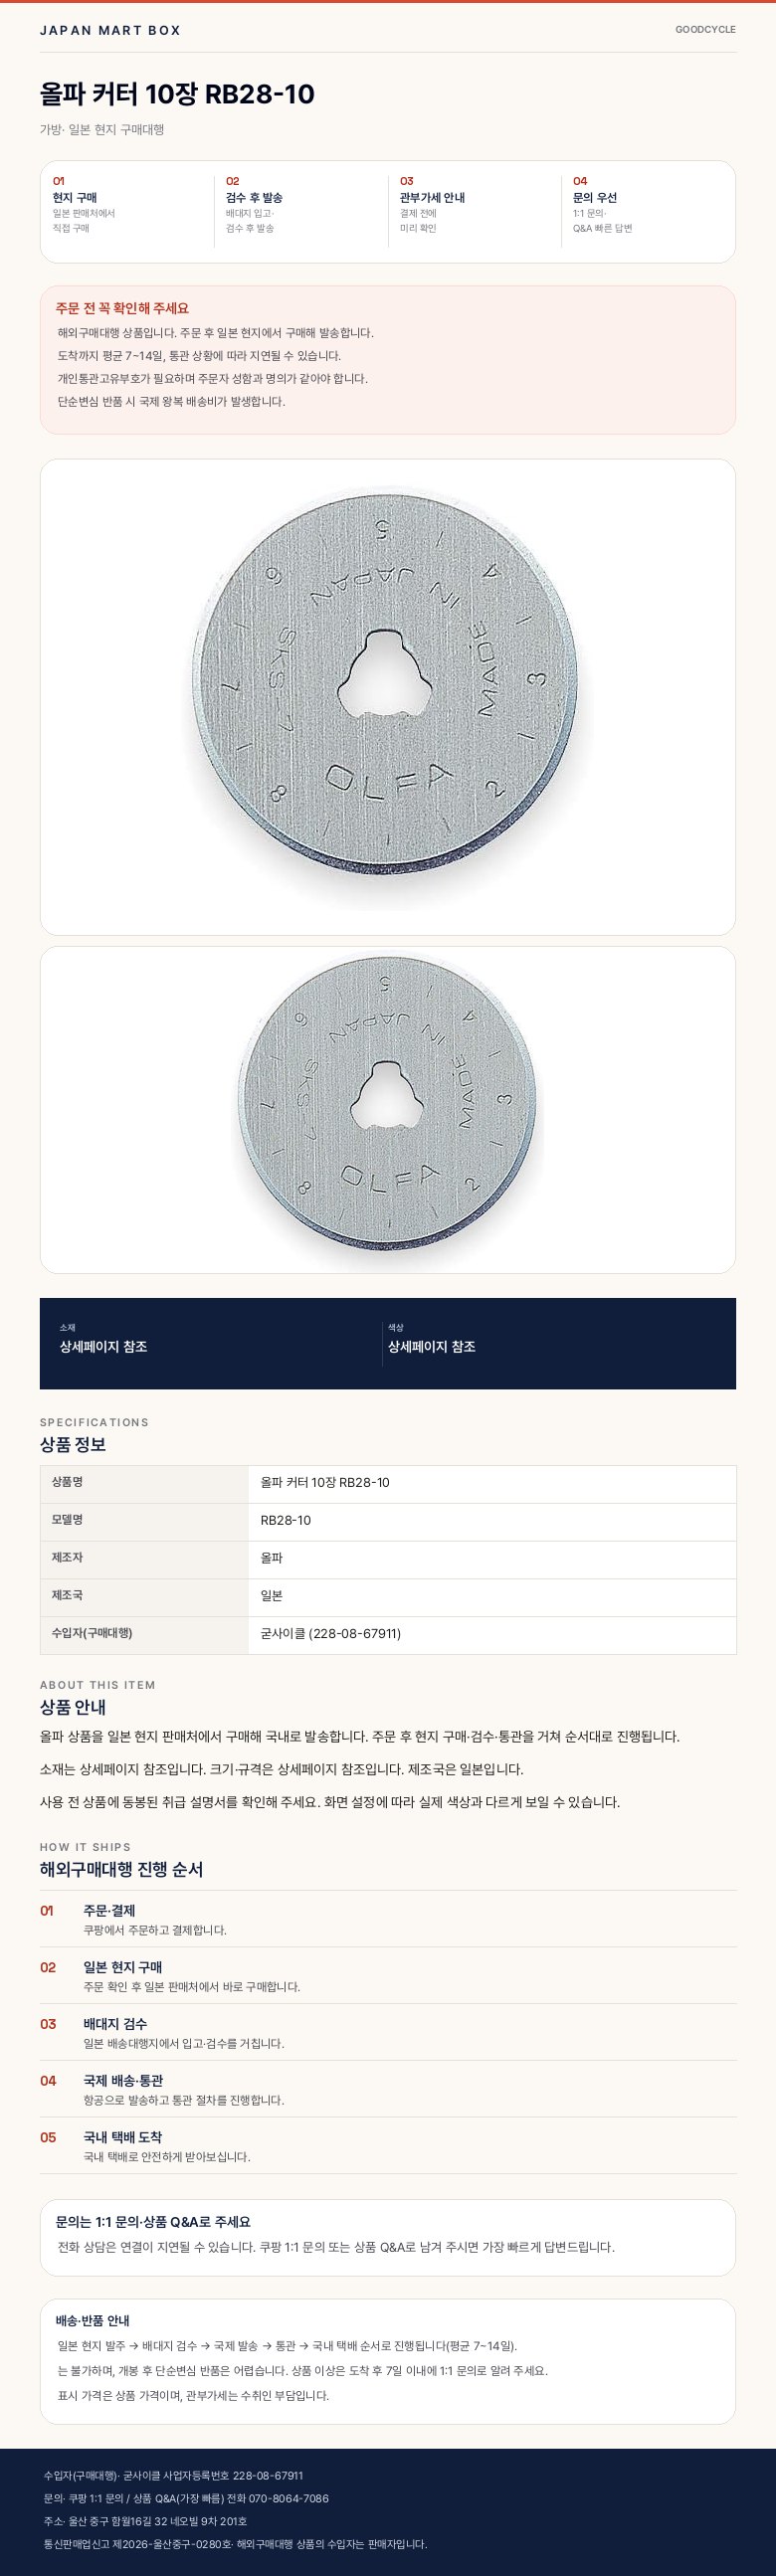 JAPAN MART BOX
GOODCYCLE
올파 커터 10장 RB28-10
가방· 일본 현지 구매대행
01
현지 구매
일본 판매처에서
직접 구매
02
검수 후 발송
배대지 입고·
검수 후 발송
03
관부가세 안내
결제 전에
미리 확인
04
문의 우선
1:1 문의·
Q&A 빠른 답변
주문 전 꼭 확인해 주세요
해외구매대행 상품입니다. 주문 후 일본 현지에서 구매해 발송합니다.
도착까지 평균 7~14일, 통관 상황에 따라 지연될 수 있습니다.
개인통관고유부호가 필요하며 주문자 성함과 명의가 같아야 합니다.
단순변심 반품 시 국제 왕복 배송비가 발생합니다.
OLFA
MADE IN JAPAN
SKS-7
2 3 4 5 6 7 8
OLFA
MADE IN JAPAN
SKS-7
2 3 4 5 6 7 8
소재
상세페이지 참조
색상
상세페이지 참조
SPECIFICATIONS
상품 정보
상품명 올파 커터 10장 RB28-10
모델명 RB28-10
제조자 올파
제조국 일본
수입자(구매대행) 굳사이클 (228-08-67911)
ABOUT THIS ITEM
상품 안내
올파 상품을 일본 현지 판매처에서 구매해 국내로 발송합니다. 주문 후 현지 구매·검수·통관을 거쳐 순서대로 진행됩니다.
소재는 상세페이지 참조입니다. 크기·규격은 상세페이지 참조입니다. 제조국은 일본입니다.
사용 전 상품에 동봉된 취급 설명서를 확인해 주세요. 화면 설정에 따라 실제 색상과 다르게 보일 수 있습니다.
HOW IT SHIPS
해외구매대행 진행 순서
01 주문·결제
쿠팡에서 주문하고 결제합니다.
02 일본 현지 구매
주문 확인 후 일본 판매처에서 바로 구매합니다.
03 배대지 검수
일본 배송대행지에서 입고·검수를 거칩니다.
04 국제 배송·통관
항공으로 발송하고 통관 절차를 진행합니다.
05 국내 택배 도착
국내 택배로 안전하게 받아보십니다.
문의는 1:1 문의·상품 Q&A로 주세요
전화 상담은 연결이 지연될 수 있습니다. 쿠팡 1:1 문의 또는 상품 Q&A로 남겨 주시면 가장 빠르게 답변드립니다.
배송·반품 안내
일본 현지 발주 → 배대지 검수 → 국제 발송 → 통관 → 국내 택배 순서로 진행됩니다(평균 7~14일).
는 불가하며, 개봉 후 단순변심 반품은 어렵습니다. 상품 이상은 도착 후 7일 이내에 1:1 문의로 알려 주세요.
표시 가격은 상품 가격이며, 관부가세는 수취인 부담입니다.
수입자(구매대행)· 굳사이클 사업자등록번호 228-08-67911
문의· 쿠팡 1:1 문의 / 상품 Q&A(가장 빠름) 전화 070-8064-7086
주소· 울산 중구 함월16길 32 네오빌 9차 201호
통신판매업신고 제2026-울산중구-0280호· 해외구매대행 상품의 수입자는 판매자입니다.